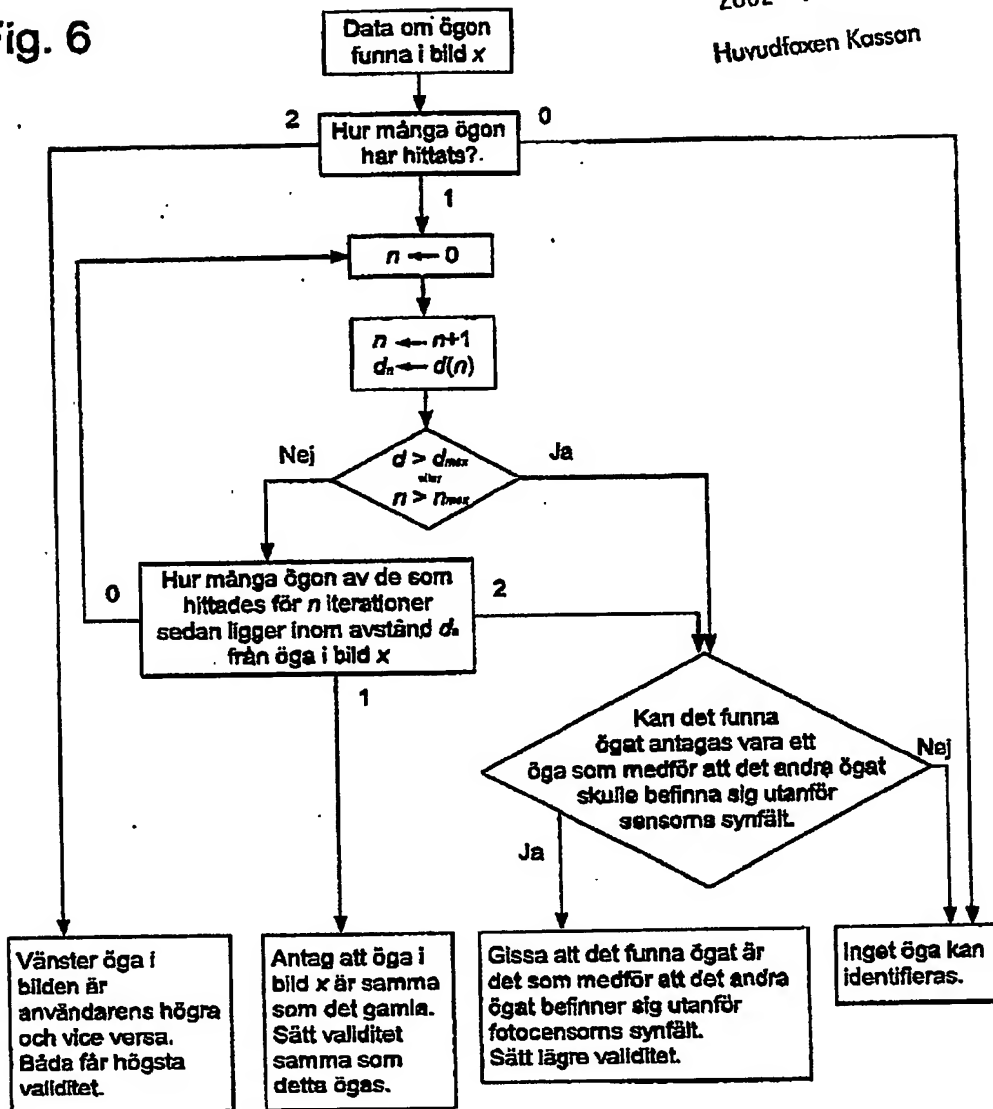 Fig. 6
Huvudfaxen Kassan
Data om ögon
funna i bild x
2
0
Hur många ögon
har hittats?
1
n ← 0
n ← n+1
dn ← d(n)
Nej
Ja
d > dmax
eller
n > nmax
0
Hur många ögon av de som
hittades för n iterationer
sedan ligger inom avstånd dn
från öga i bild x
2
1
Kan det funna
ögat antagas vara ett
öga som medför att det andra ögat
skulle befinna sig utanför
sensorns synfält.
Nej
Ja
Vänster öga i
bilden är
användarens högra
och vice versa.
Båda får högsta
validitet.
Antag att öga i
bild x är samma
som det gamla.
Sätt validitet
samma som
detta ögas.
Gissa att det funna ögat är
det som medför att det andra
ögat befinner sig utanför
fotocensorns synfält.
Sätt lägre validitet.
Inget öga kan
identifieras.